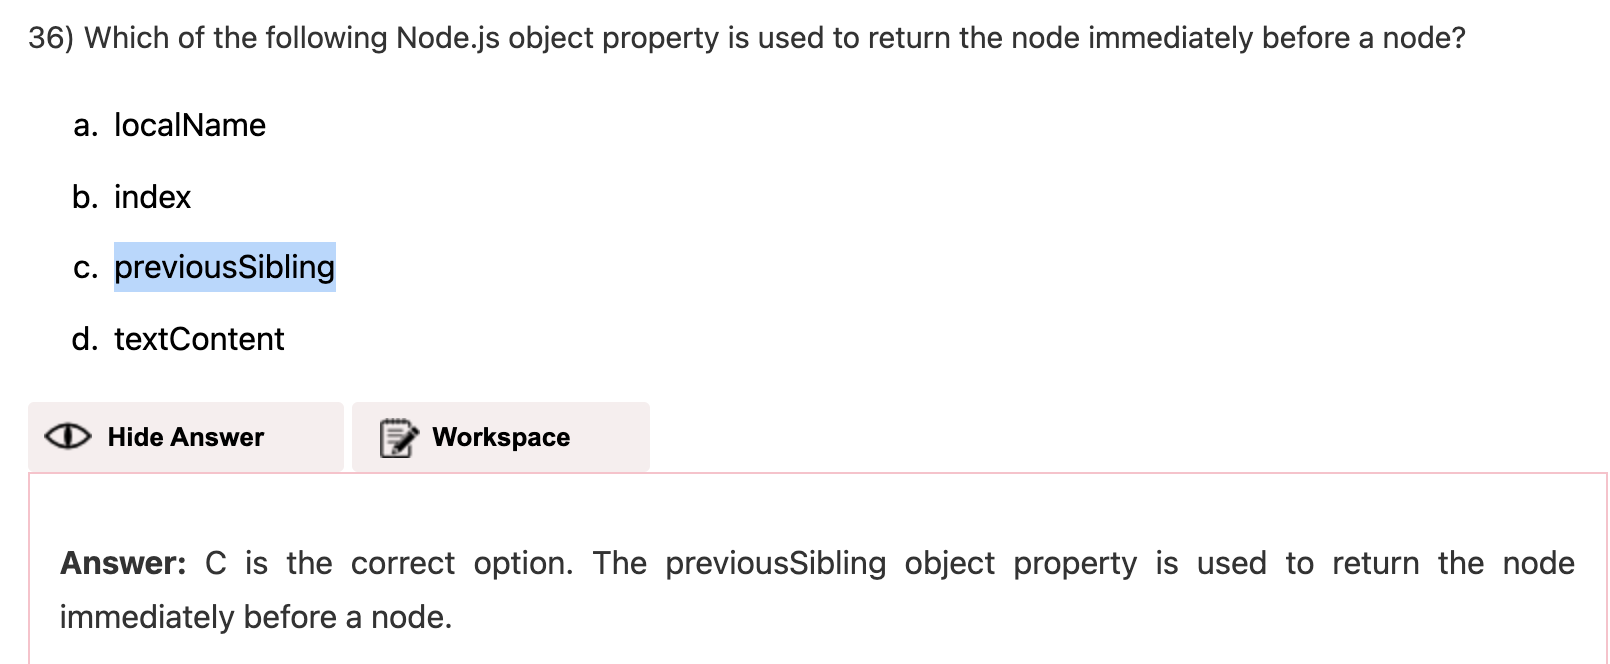 36) Which of the following Node.js object property is used to return the node immediately before a node?
a. localName
b. index
c. previousSibling
d. textContent
Hide Answer Workspace
Answer: C is the correct option. The previousSibling object property is used to return the node
immediately before a node.